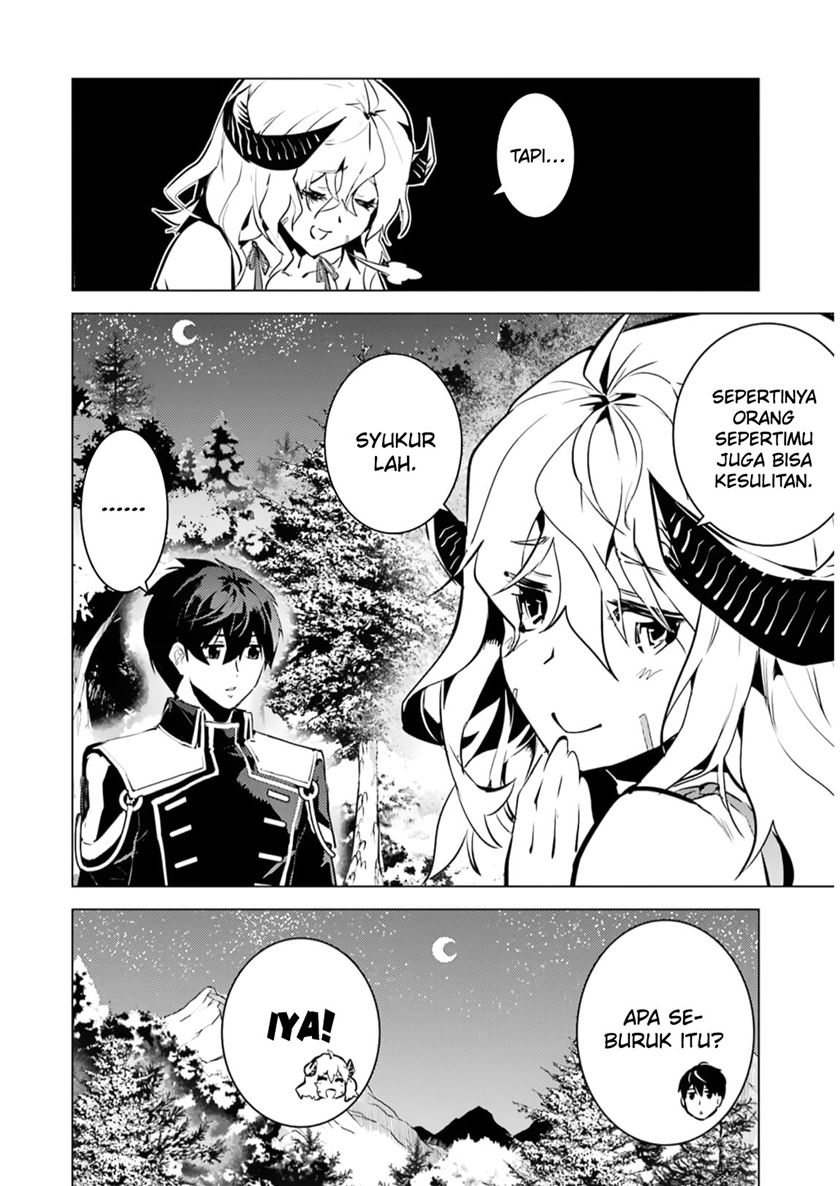 TAPI...
SEPERTINYA
ORANG
SEPERTIMU
JUGA BISA
KESULITAN.
SYUKUR
LAH.
......
APA SE-
BURUK ITU?
IYA!